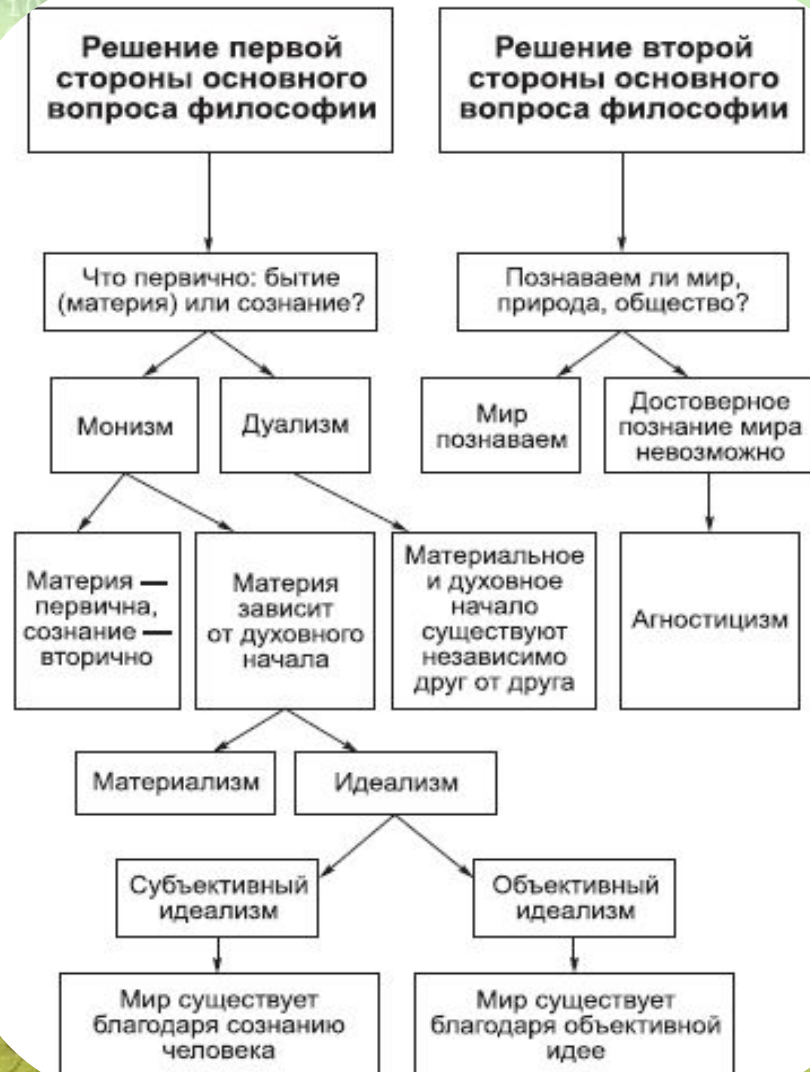 Решение первой
стороны основного
вопроса философии
Решение второй
стороны основного
вопроса философии
Что первично: бытие
(материя) или сознание?
Познаваем ли мир,
природа, общество?
Монизм
Дуализм
Мир
познаваем
Достоверное
познание мира
невозможно
Материя —
первична,
сознание —
вторично
Материя
зависит
от духовного
начала
Материальное
и духовное
начало
существуют
независимо
друг от друга
Агностицизм
Материализм
Идеализм
Субъективный
идеализм
Объективный
идеализм
Мир существует
благодаря сознанию
человека
Мир существует
благодаря объективной
идее